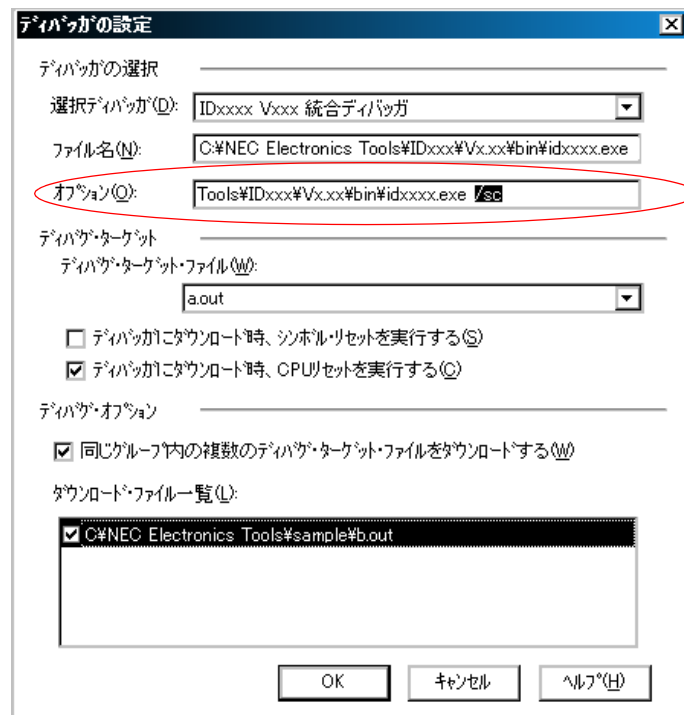 ディバッガの設定
ディバッガの選択
選択ディバッガ(D): IDxxxx Vxxx 統合ディバッガ
ファイル名(N): C:¥NEC Electronics Tools¥IDxxx¥Vx.xx¥bin¥idxxxx.exe
オプション(O): Tools¥IDxxx¥Vx.xx¥bin¥idxxxx.exe /sc
ディバグ・ターゲット
ディバグ・ターゲット・ファイル(W):
a.out
ディバッガにダウンロード時、シンボル・リセットを実行する(S)
ディバッガにダウンロード時、CPUリセットを実行する(C)
ディバグ・オプション
同じグループ内の複数のディバグ・ターゲット・ファイルをダウンロードする(W)
ダウンロード・ファイル一覧(L):
C¥NEC Electronics Tools¥sample¥b.out
OK キャンセル ヘルプ(H)